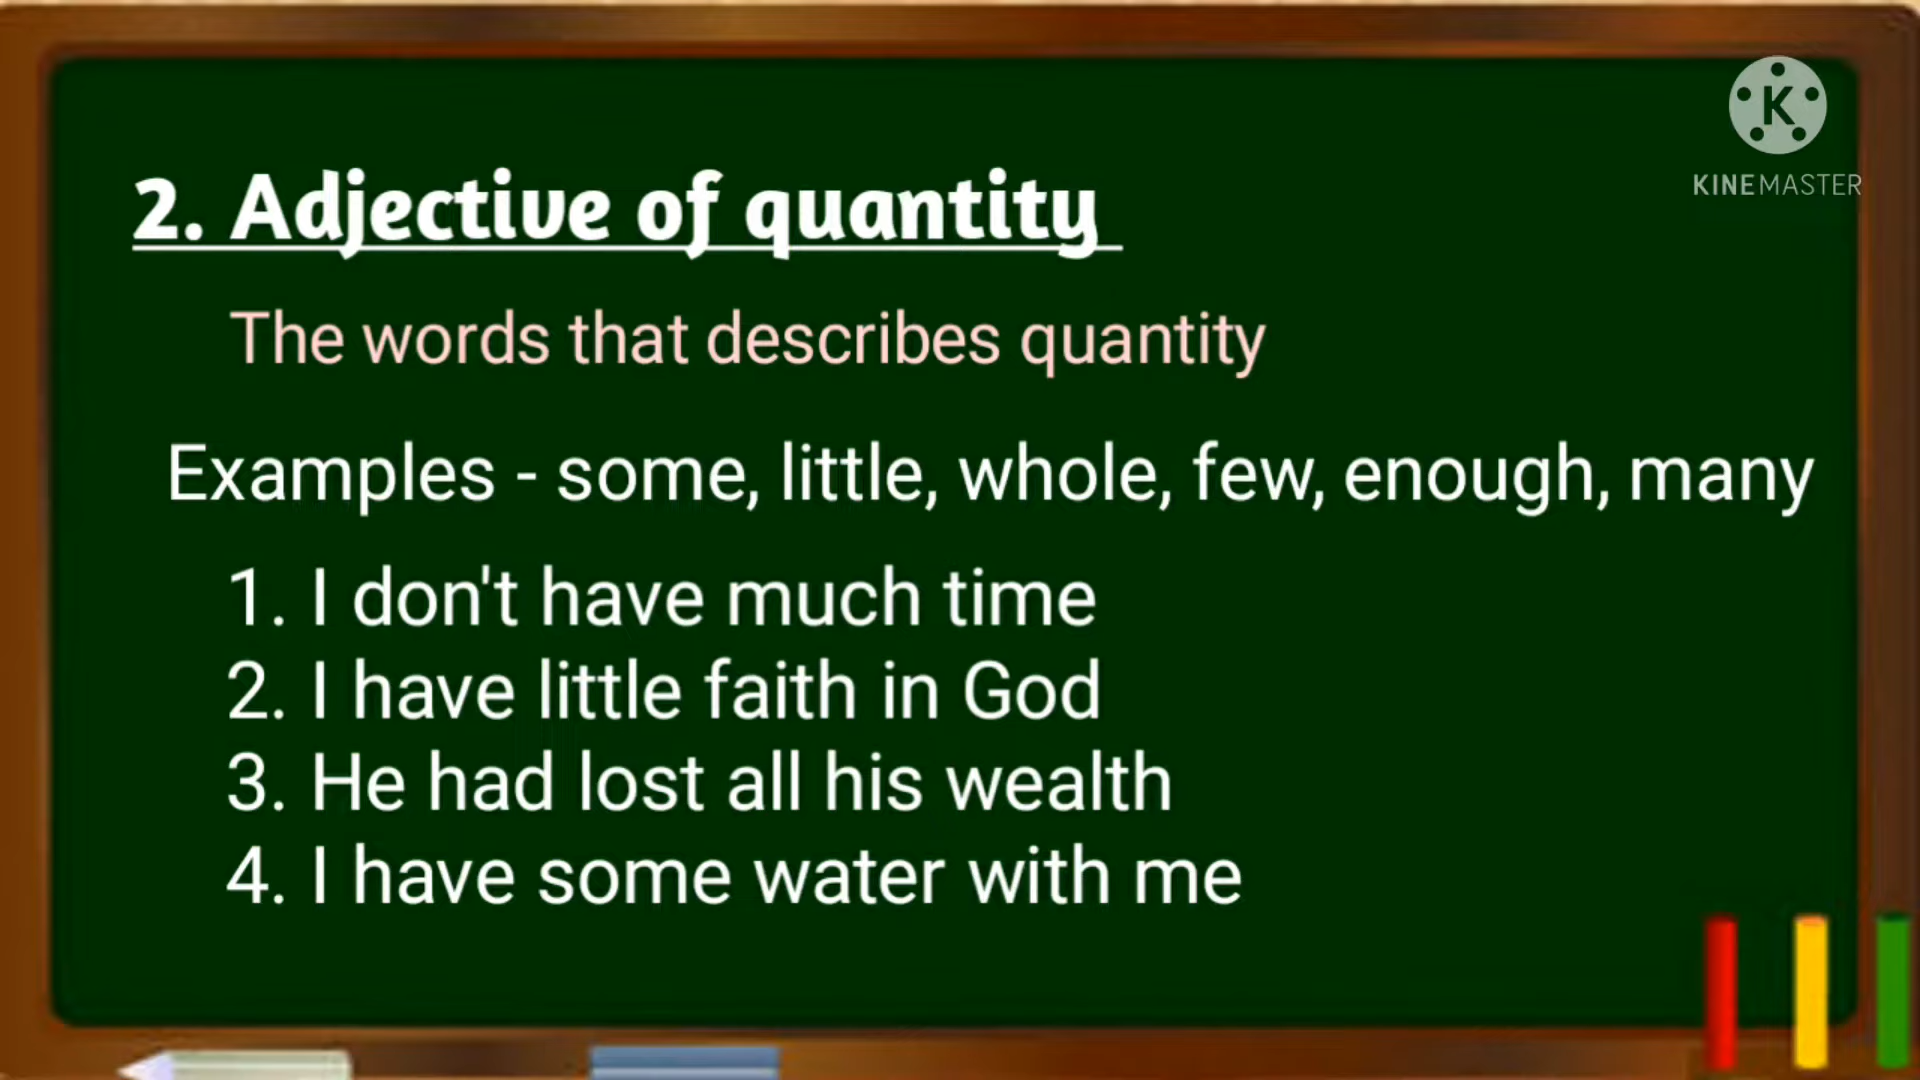 K
KINEMASTER
2. Adjective of quantity
The words that describes quantity
Examples - some, little, whole, few, enough, many
1. I don't have much time
2. I have little faith in God
3. He had lost all his wealth
4. I have some water with me